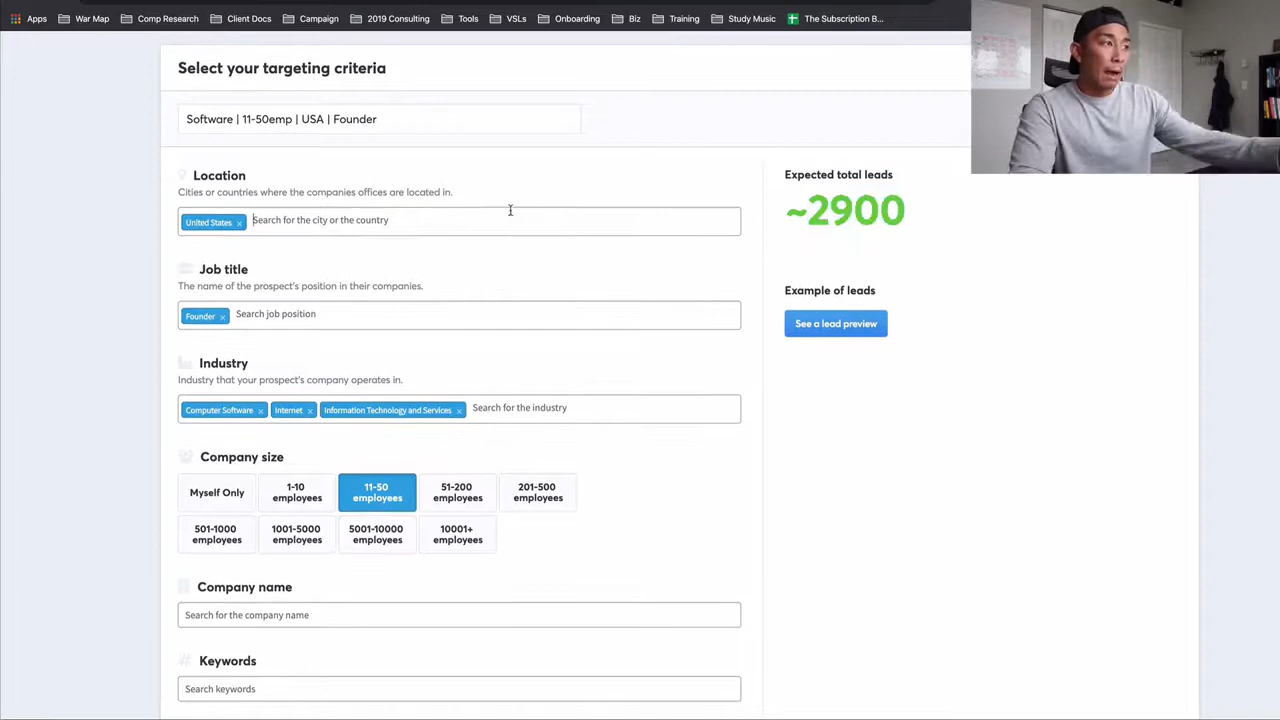 Apps War Map Comp Research Client Docs Campaign 2019 Consulting Tools VSLs Onboarding Biz Training Study Music The Subscription B...
Select your targeting criteria
Software | 11-50emp | USA | Founder
Location
Cities or countries where the companies offices are located in.
United States × Search for the city or the country
Job title
The name of the prospect's position in their companies.
Founder × Search job position
Industry
Industry that your prospect's company operates in.
Computer Software × Internet × Information Technology and Services × Search for the industry
Company size
Myself Only
1-10
employees
11-50
employees
51-200
employees
201-500
employees
501-1000
employees
1001-5000
employees
5001-10000
employees
10001+
employees
Company name
Search for the company name
Keywords
Search keywords
Expected total leads
~2900
Example of leads
See a lead preview